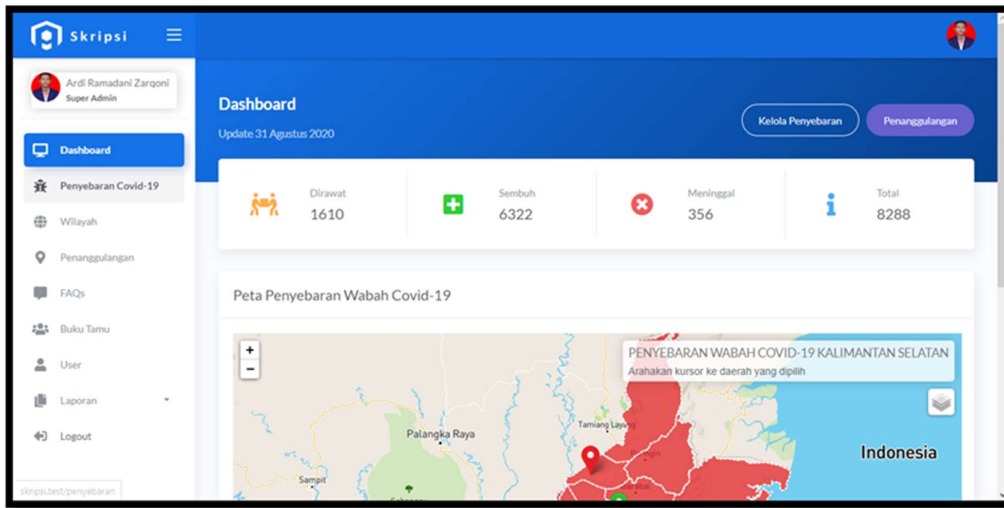 Skripsi
Ardi Ramadani Zarqoni
Super Admin
Dashboard
Penyebaran Covid-19
Wilayah
Penanggulangan
FAQs
Buku Tamu
User
Laporan
Logout
skripsi.test/penyebaran
Dashboard
Update 31 Agustus 2020
Kelola Penyebaran
Penanggulangan
Dirawat
1610
Sembuh
6322
Meninggal
356
Total
8288
Peta Penyebaran Wabah Covid-19
+
-
PENYEBARAN WABAH COVID-19 KALIMANTAN SELATAN
Arahakan kursor ke daerah yang dipilih
Tamiang Layang
Palangka Raya
Indonesia
Sampit